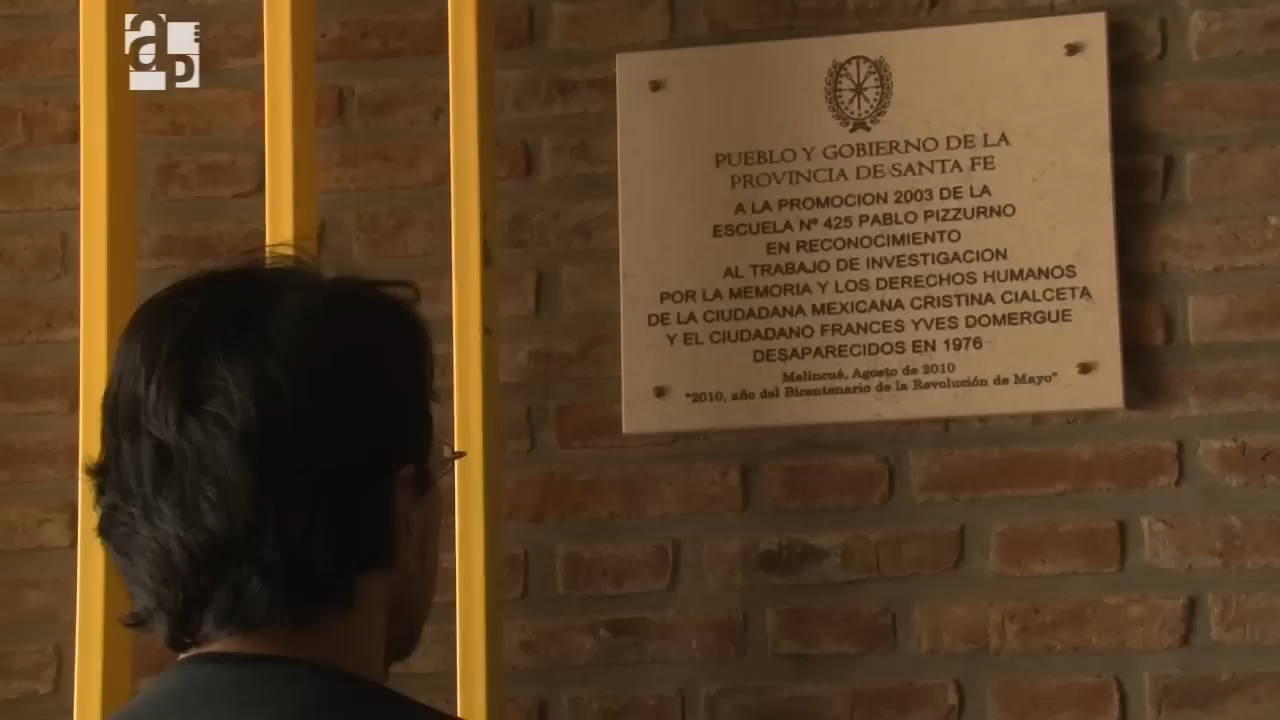 a
p
PUEBLO Y GOBIERNO DE LA
PROVINCIA DE SANTA FE
A LA PROMOCION 2003 DE LA
ESCUELA Nº 425 PABLO PIZZURNO
EN RECONOCIMIENTO
AL TRABAJO DE INVESTIGACION
POR LA MEMORIA Y LOS DERECHOS HUMANOS
DE LA CIUDADANA MEXICANA CRISTINA CIALCETA
Y EL CIUDADANO FRANCES YVES DOMERGUE
DESAPARECIDOS EN 1976
Melincué, Agosto de 2010
"2010, año del Bicentenario de la Revolución de Mayo"